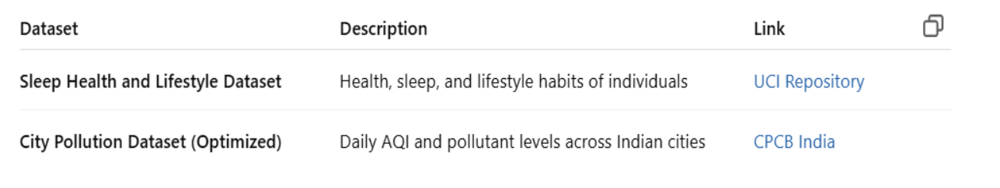 Dataset Description Link
Sleep Health and Lifestyle Dataset Health, sleep, and lifestyle habits of individuals UCI Repository
City Pollution Dataset (Optimized) Daily AQI and pollutant levels across Indian cities CPCB India